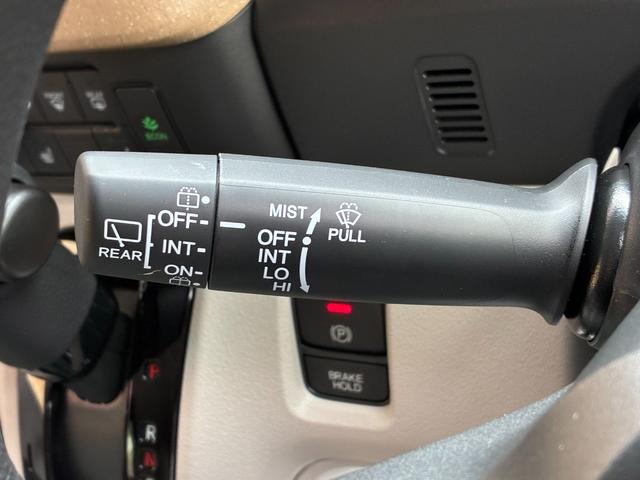 ECON
OFF
INT
ON
REAR
MIST
OFF
INT
LO
HI
PULL
P
BRAKE
HOLD
P
R
N